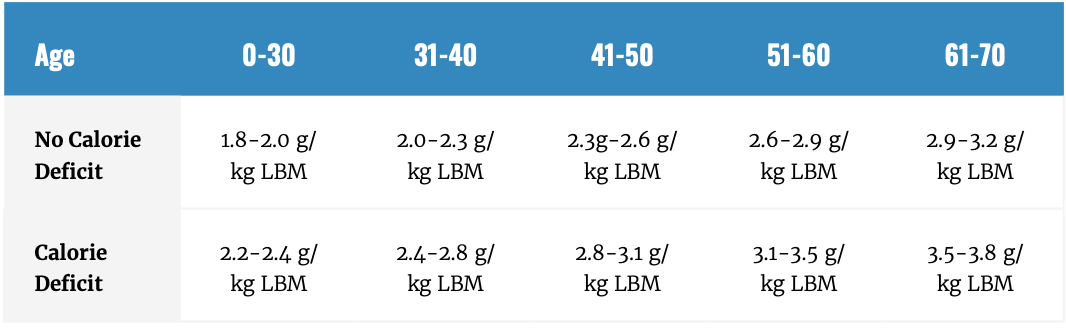 Age 0-30 31-40 41-50 51-60 61-70
No Calorie Deficit 1.8-2.0 g/ kg LBM 2.0-2.3 g/ kg LBM 2.3g-2.6 g/ kg LBM 2.6-2.9 g/ kg LBM 2.9-3.2 g/ kg LBM
Calorie Deficit 2.2-2.4 g/ kg LBM 2.4-2.8 g/ kg LBM 2.8-3.1 g/ kg LBM 3.1-3.5 g/ kg LBM 3.5-3.8 g/ kg LBM